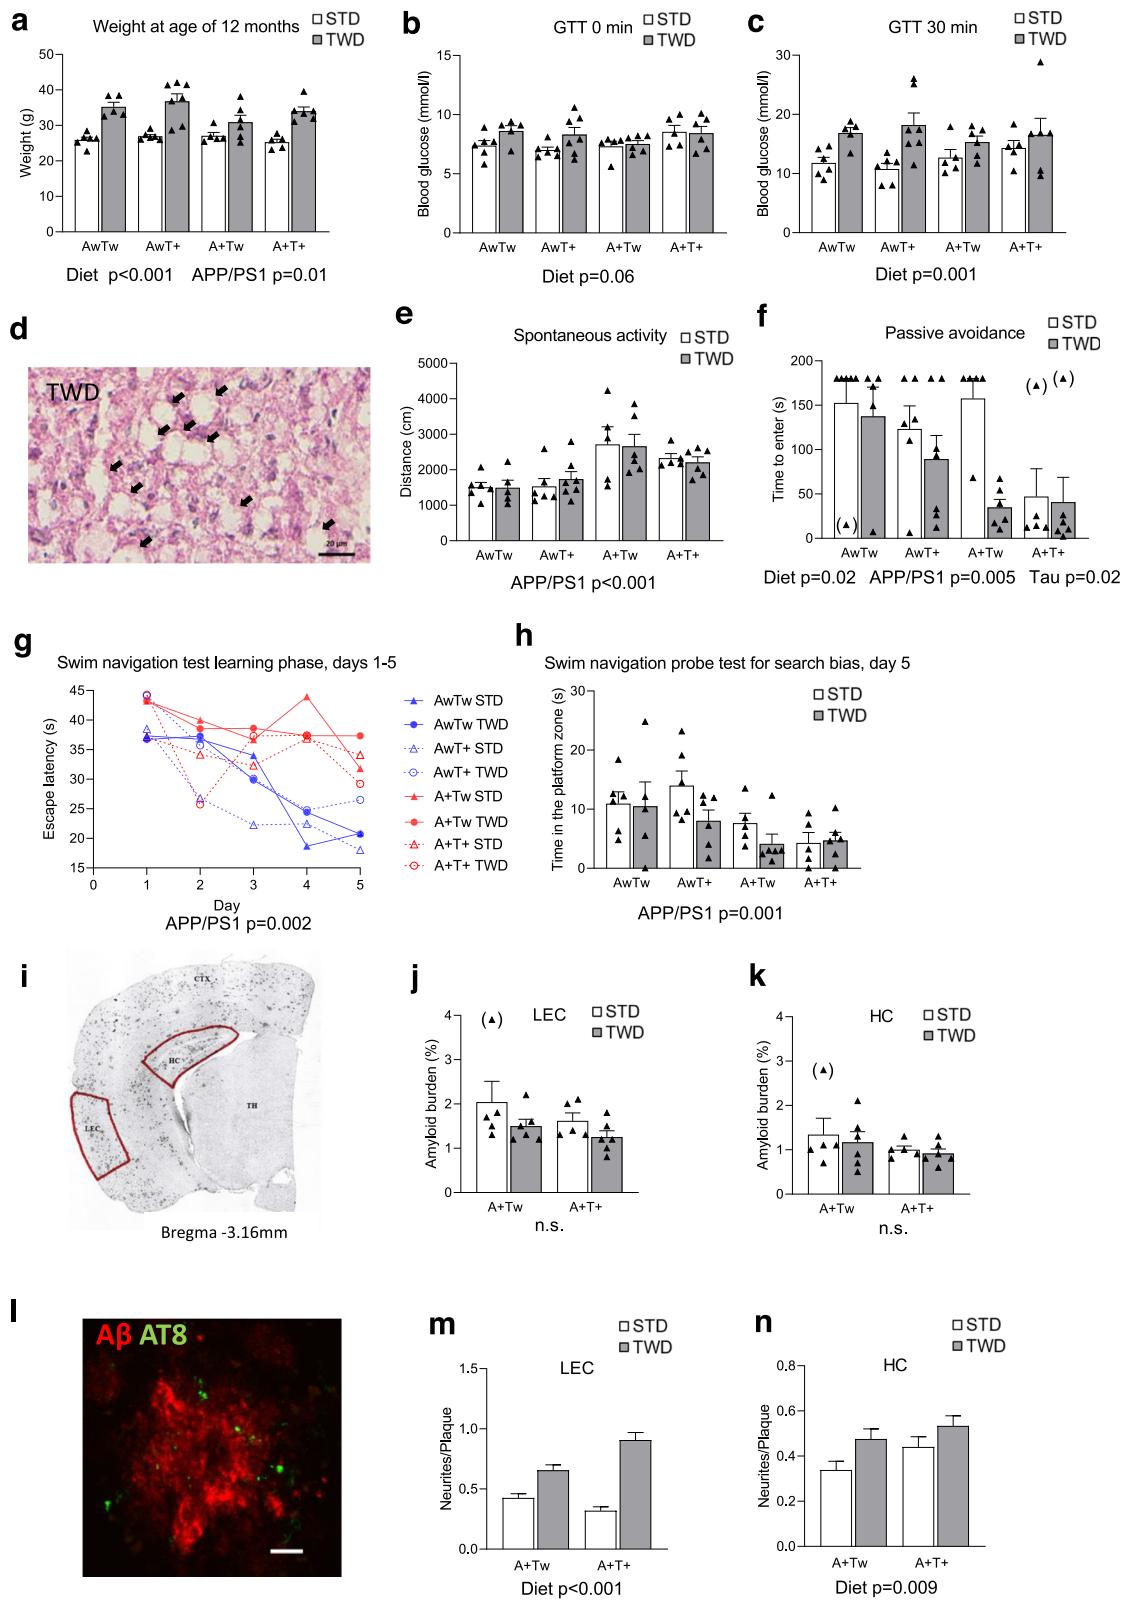 a
Weight at age of 12 months
STD
TWD
Weight (g)
50
40
30
20
10
0
AwTw
AwT+
A+Tw
A+T+
Diet p<0.001
APP/PS1 p=0.01
b
GTT 0 min
STD
TWD
Blood glucose (mmol/l)
15
10
5
0
AwTw
AwT+
A+Tw
A+T+
Diet p=0.06
c
GTT 30 min
STD
TWD
Blood glucose (mmol/l)
30
20
10
0
AwTw
AwT+
A+Tw
A+T+
Diet p=0.001
d
TWD
20 µm
e
Spontaneous activity
STD
TWD
Distance (cm)
5000
4000
3000
2000
1000
0
AwTw
AwT+
A+Tw
A+T+
APP/PS1 p<0.001
f
Passive avoidance
STD
TWD
Time to enter (s)
200
150
100
50
0
AwTw
AwT+
A+Tw
A+T+
Diet p=0.02
APP/PS1 p=0.005
Tau p=0.02
g
Swim navigation test learning phase, days 1-5
Escape latency (s)
45
40
35
30
25
20
15
0
1
2
3
4
5
Day
APP/PS1 p=0.002
AwTw STD
AwTw TWD
AwT+ STD
AwT+ TWD
A+Tw STD
A+Tw TWD
A+T+ STD
A+T+ TWD
h
Swim navigation probe test for search bias, day 5
STD
TWD
Time in the platform zone (s)
30
20
10
0
AwTw
AwT+
A+Tw
A+T+
APP/PS1 p=0.001
i
CTX
HC
TH
LEC
Bregma -3.16mm
j
LEC
STD
TWD
Amyloid burden (%)
4
3
2
1
0
A+Tw
A+T+
n.s.
k
HC
STD
TWD
Amyloid burden (%)
4
3
2
1
0
A+Tw
A+T+
n.s.
l
Aβ AT8
m
STD
TWD
LEC
Neurites/Plaque
1.5
1.0
0.5
0.0
A+Tw
A+T+
Diet p<0.001
n
STD
TWD
HC
Neurites/Plaque
0.8
0.6
0.4
0.2
0.0
A+Tw
A+T+
Diet p=0.009